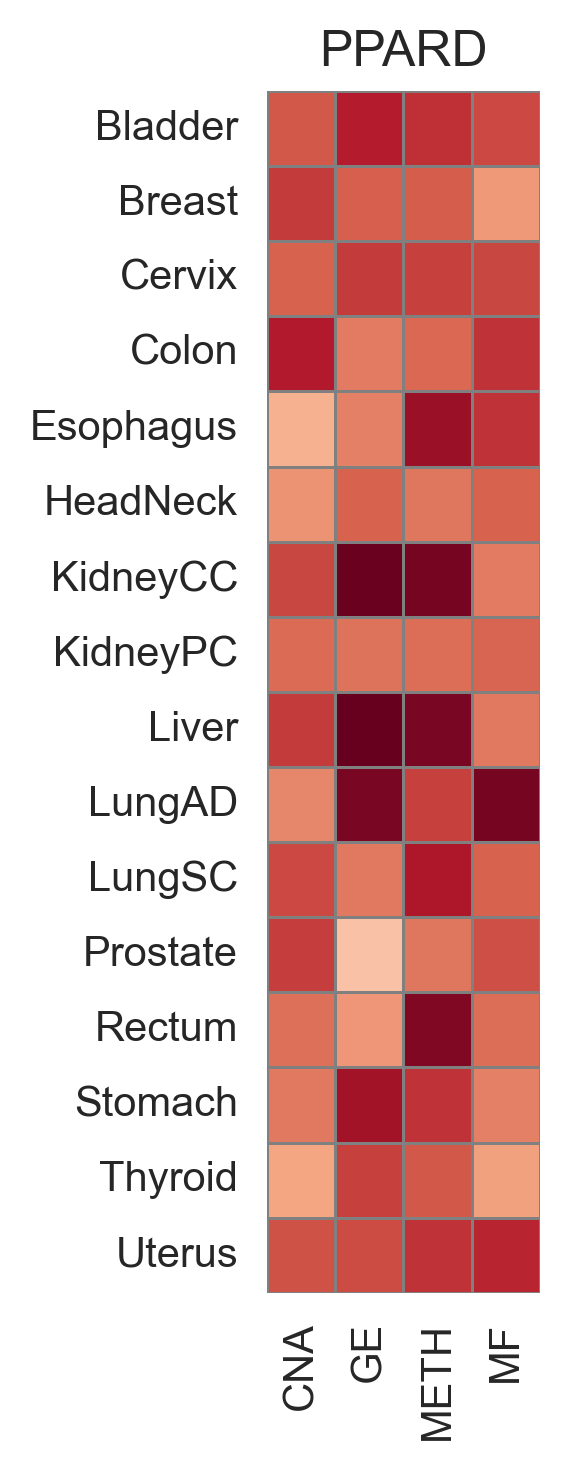 PPARD
Bladder
Breast
Cervix
Colon
Esophagus
HeadNeck
KidneyCC
KidneyPC
Liver
LungAD
LungSC
Prostate
Rectum
Stomach
Thyroid
Uterus
CNA
GE
METH
MF